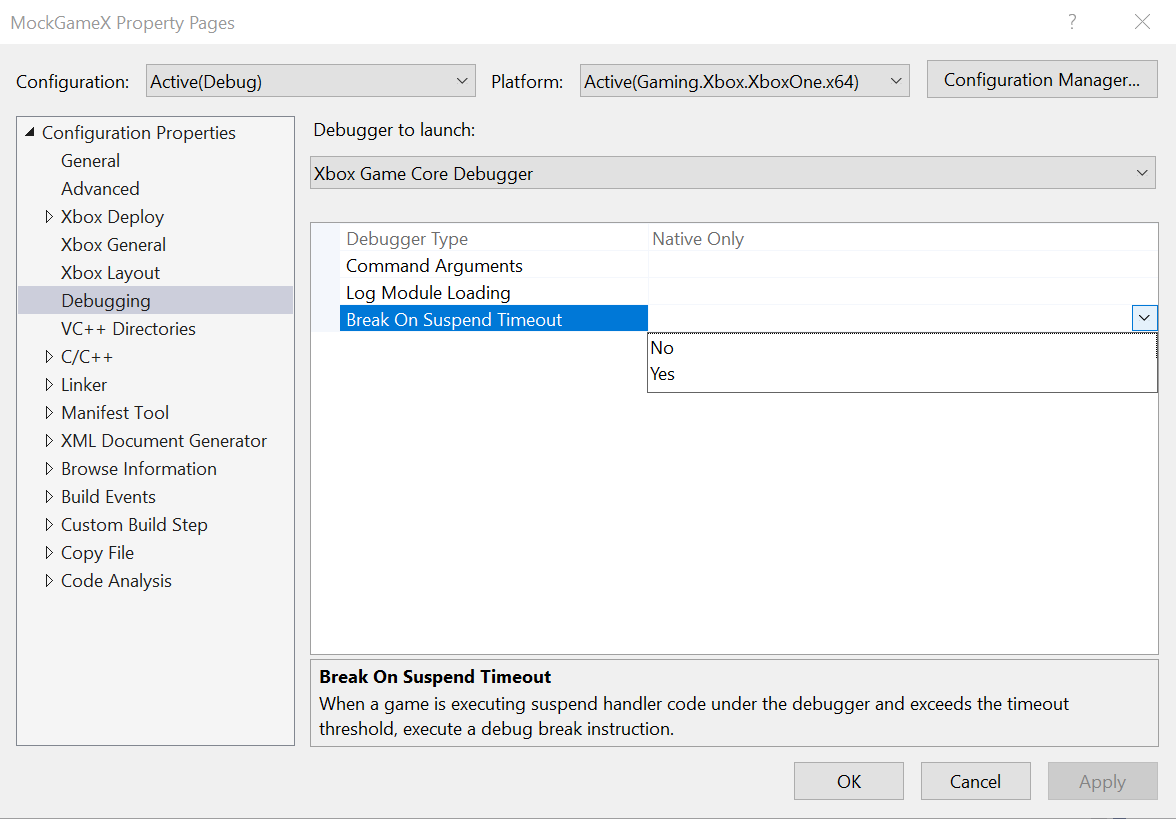 MockGameX Property Pages
Configuration: Active(Debug) Platform: Active(Gaming.Xbox.XboxOne.x64) Configuration Manager...
Configuration Properties
General
Advanced
Xbox Deploy
Xbox General
Xbox Layout
Debugging
VC++ Directories
C/C++
Linker
Manifest Tool
XML Document Generator
Browse Information
Build Events
Custom Build Step
Copy File
Code Analysis
Debugger to launch:
Xbox Game Core Debugger
Debugger Type Native Only
Command Arguments
Log Module Loading
Break On Suspend Timeout
No
Yes
Break On Suspend Timeout
When a game is executing suspend handler code under the debugger and exceeds the timeout
threshold, execute a debug break instruction.
OK Cancel Apply